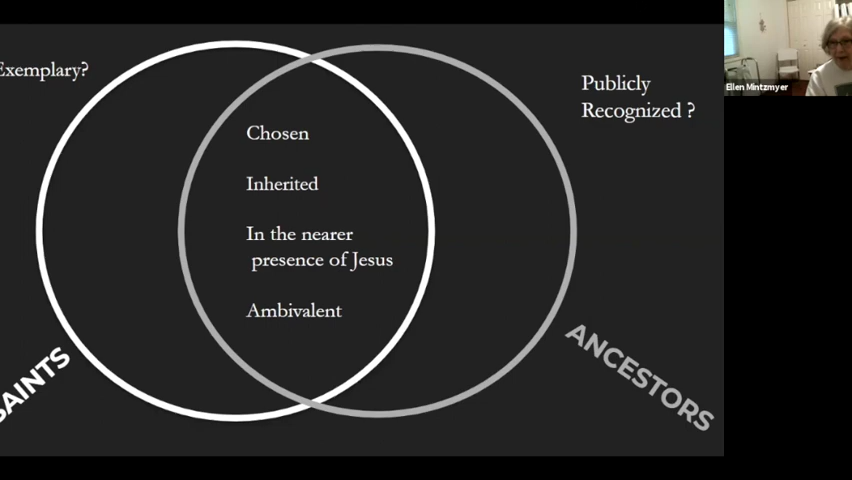 Exemplary?
Publicly
Recognized ?
Ellen Mintzmyer
Chosen
Inherited
In the nearer
presence of Jesus
Ambivalent
SAINTS
ANCESTORS